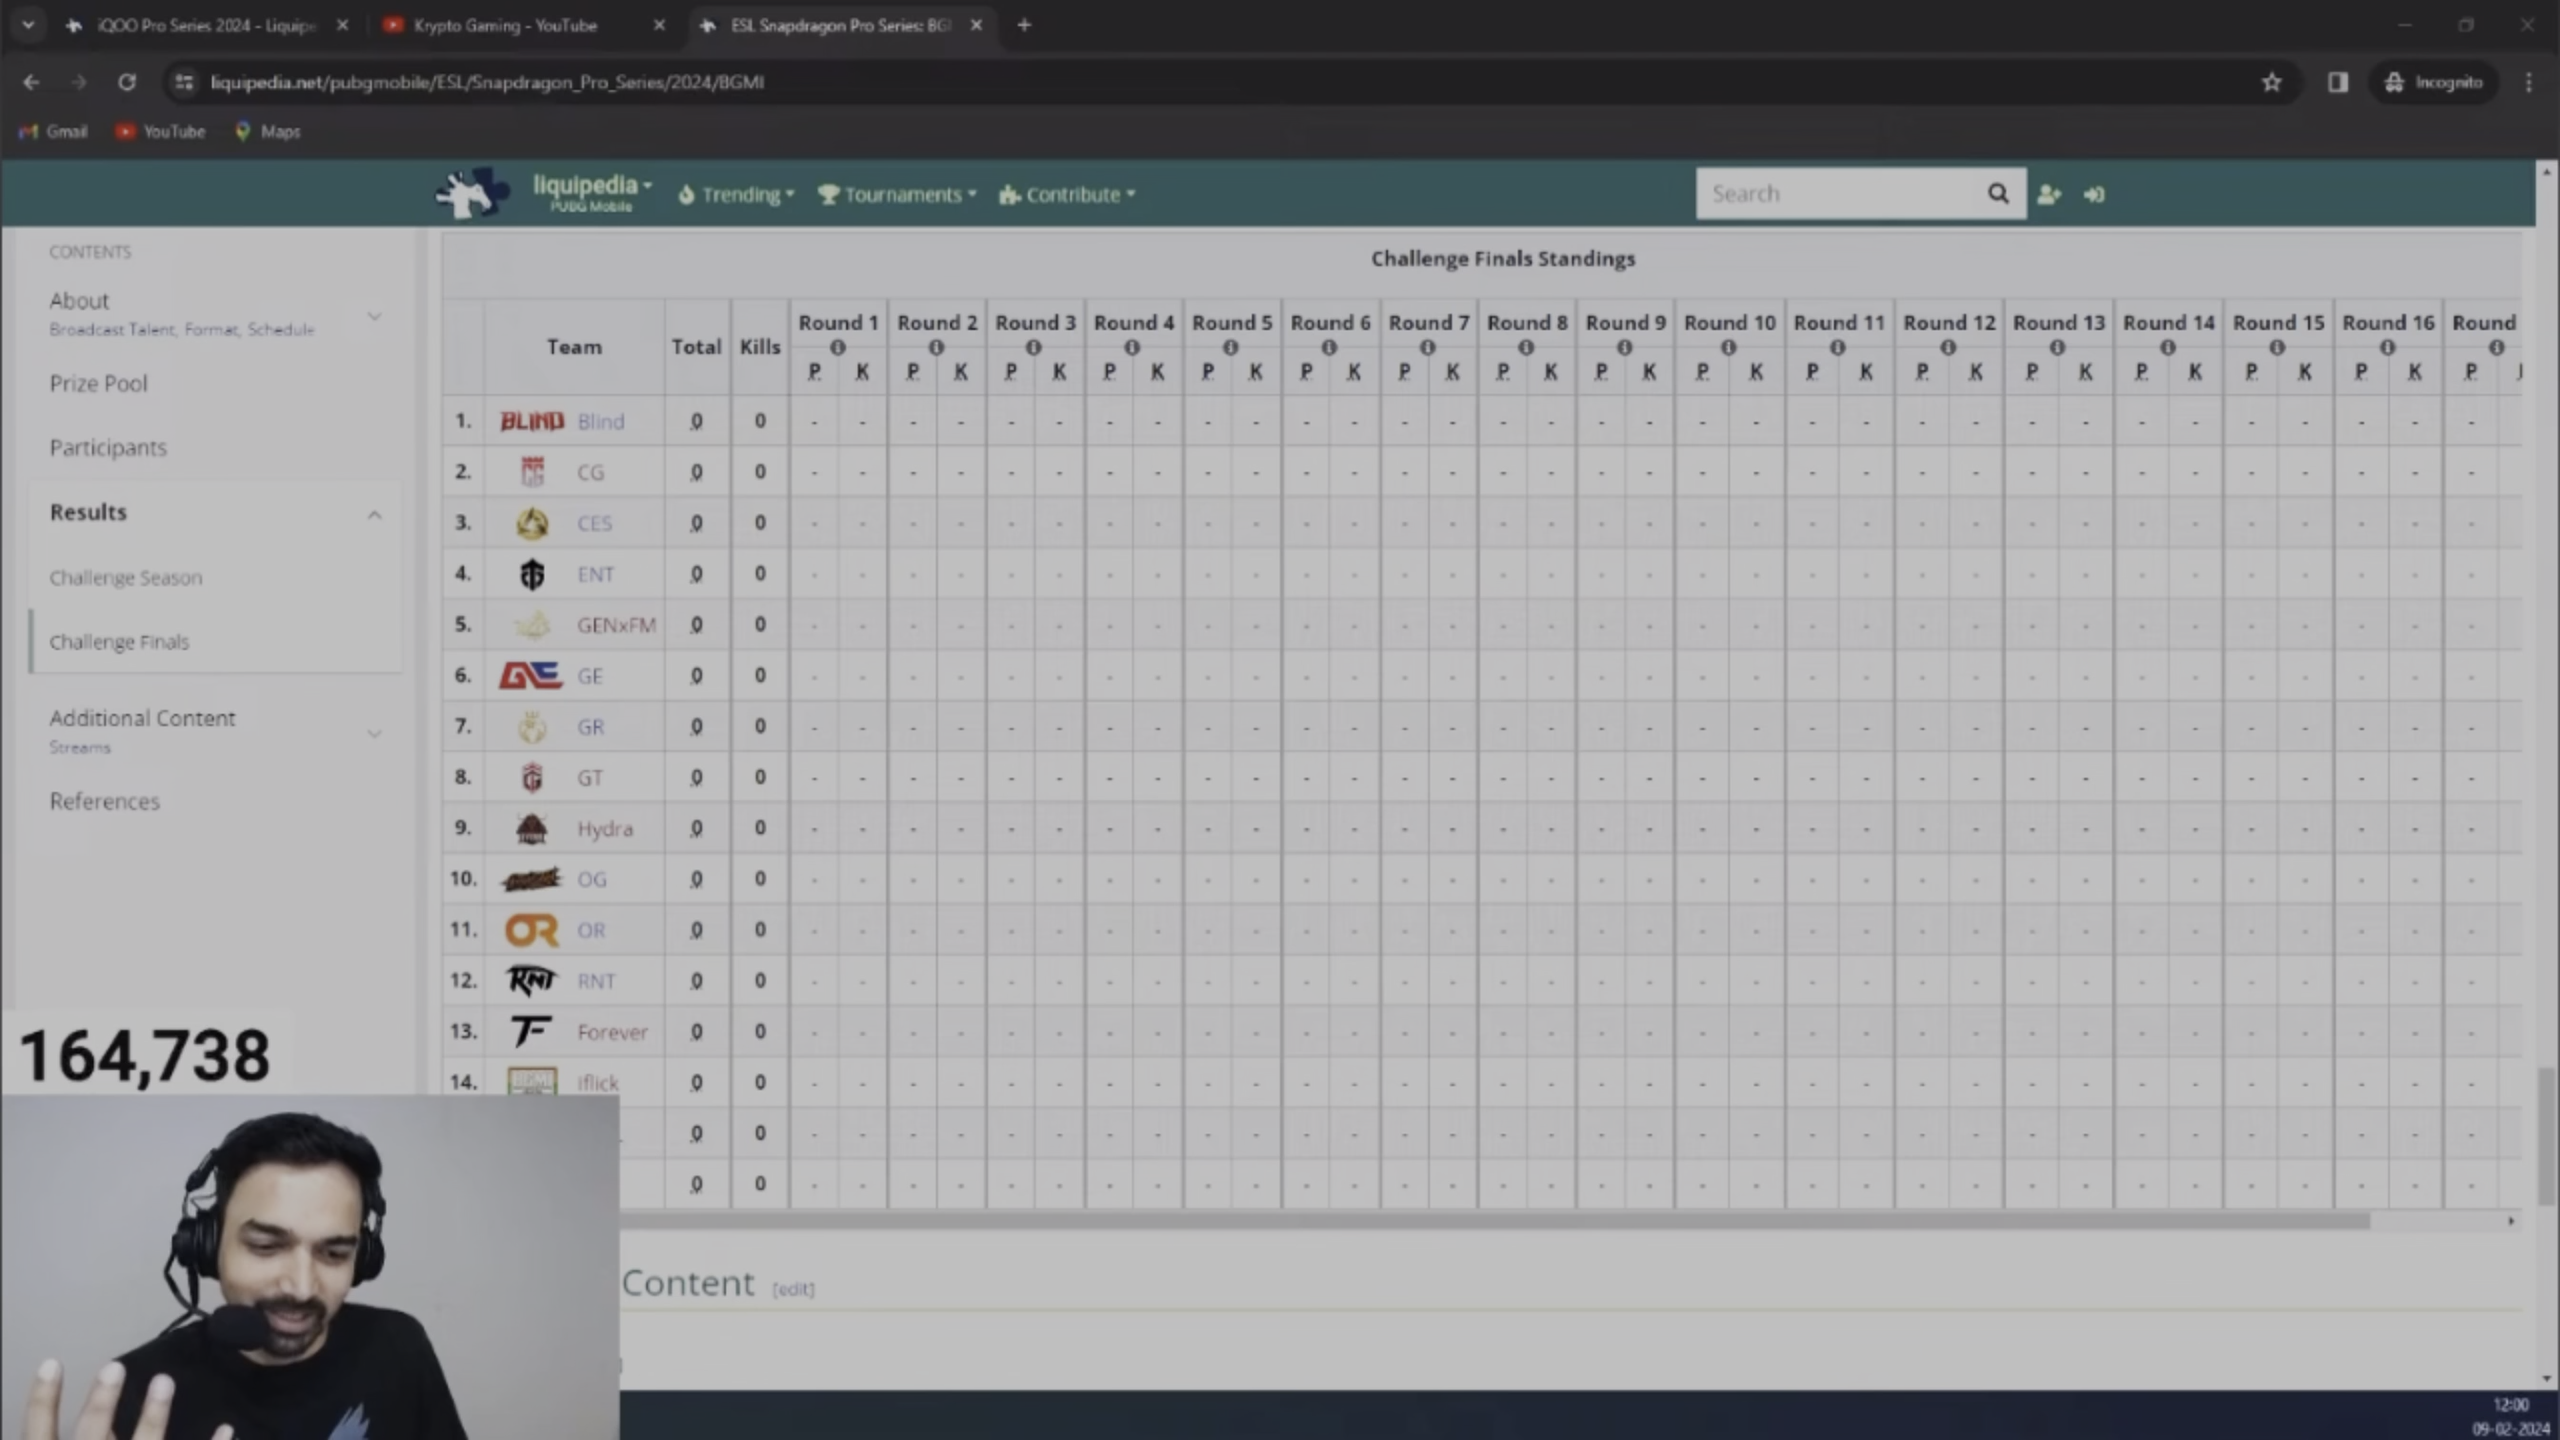 iQOO Pro Series 2024 - Liquipe
Krypto Gaming - YouTube
ESL Snapdragon Pro Series: BG
liquipedia.net/pubgmobile/ESL/Snapdragon_Pro_Series/2024/BGMI
Incognito
Gmail YouTube Maps
liquipedia
PUBG Mobile
Trending Tournaments Contribute
Search
CONTENTS
About
Broadcast Talent, Format, Schedule
Prize Pool
Participants
Results
Challenge Season
Challenge Finals
Additional Content
Streams
References
164,738
Challenge Finals Standings
Team Total Kills Round 1 Round 2 Round 3 Round 4 Round 5 Round 6 Round 7 Round 8 Round 9 Round 10 Round 11 Round 12 Round 13 Round 14 Round 15 Round 16 Round
P K P K P K P K P K P K P K P K P K P K P K P K P K P K P K P K P
1. BLIND Blind 0 0 - - - - - - - - - - - - - - - - - - - - - - - - - - - - - - - - -
2. CG CG 0 0 - - - - - - - - - - - - - - - - - - - - - - - - - - - - - - - - -
3. CES 0 0 - - - - - - - - - - - - - - - - - - - - - - - - - - - - - - - - -
4. ENT 0 0 - - - - - - - - - - - - - - - - - - - - - - - - - - - - - - - - -
5. GENxFM 0 0 - - - - - - - - - - - - - - - - - - - - - - - - - - - - - - - - -
6. GE GE 0 0 - - - - - - - - - - - - - - - - - - - - - - - - - - - - - - - - -
7. GR 0 0 - - - - - - - - - - - - - - - - - - - - - - - - - - - - - - - - -
8. GT 0 0 - - - - - - - - - - - - - - - - - - - - - - - - - - - - - - - - -
9. Hydra 0 0 - - - - - - - - - - - - - - - - - - - - - - - - - - - - - - - - -
10. OG 0 0 - - - - - - - - - - - - - - - - - - - - - - - - - - - - - - - - -
11. OR OR 0 0 - - - - - - - - - - - - - - - - - - - - - - - - - - - - - - - - -
12. RNT RNT 0 0 - - - - - - - - - - - - - - - - - - - - - - - - - - - - - - - - -
13. TF Forever 0 0 - - - - - - - - - - - - - - - - - - - - - - - - - - - - - - - - -
14. iflick 0 0 - - - - - - - - - - - - - - - - - - - - - - - - - - - - - - - - -
0 0 - - - - - - - - - - - - - - - - - - - - - - - - - - - - - - - - -
0 0 - - - - - - - - - - - - - - - - - - - - - - - - - - - - - - - - -
Content [edit]
12:00
09-02-2024